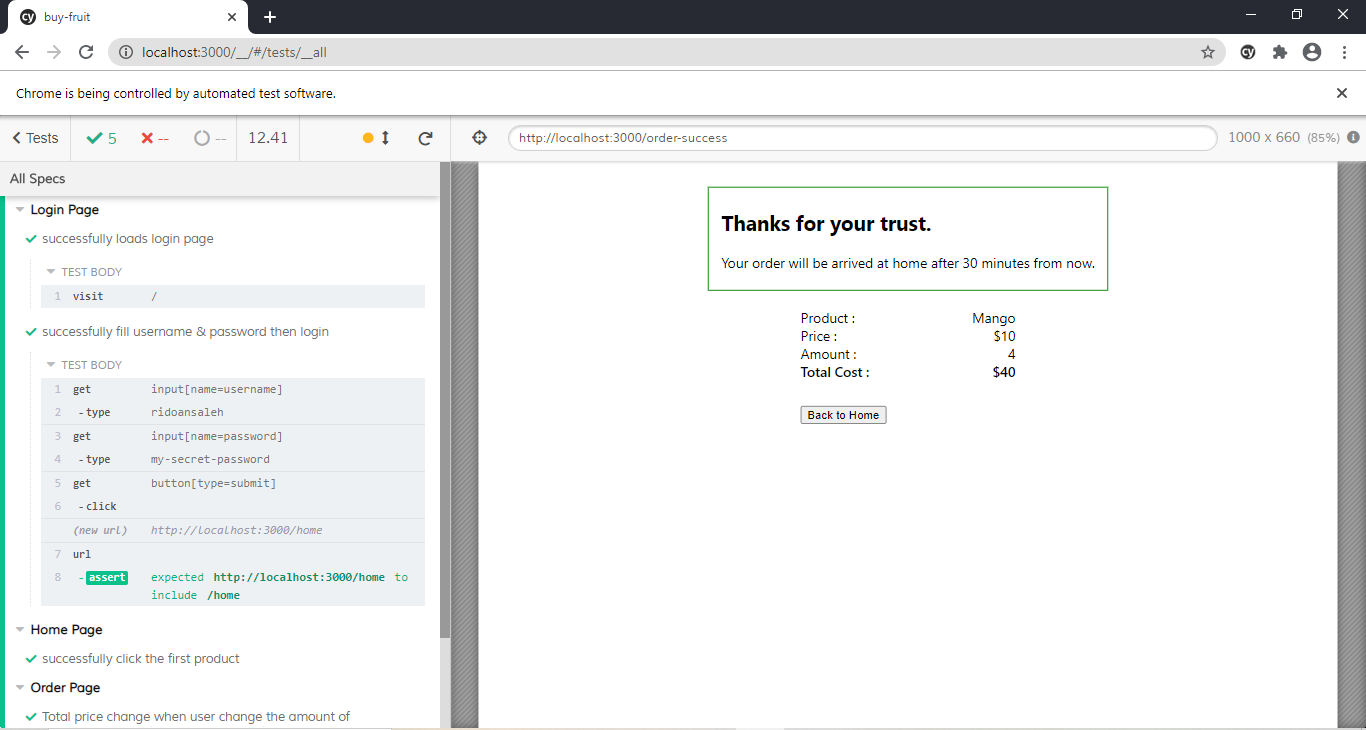 buy-fruit
localhost:3000/__/#/tests/__all
Chrome is being controlled by automated test software.
Tests 5 -- -- 12.41 http://localhost:3000/order-success 1000 x 660 (85%)
All Specs
Login Page
successfully loads login page
TEST BODY
1 visit /
successfully fill username & password then login
TEST BODY
1 get input[name=username]
2 -type ridoansaleh
3 get input[name=password]
4 -type my-secret-password
5 get button[type=submit]
6 -click
(new url) http://localhost:3000/home
7 url
8 -assert expected http://localhost:3000/home to
include /home
Home Page
successfully click the first product
Order Page
Total price change when user change the amount of
Thanks for your trust.
Your order will be arrived at home after 30 minutes from now.
Product : Mango
Price : $10
Amount : 4
Total Cost : $40
Back to Home